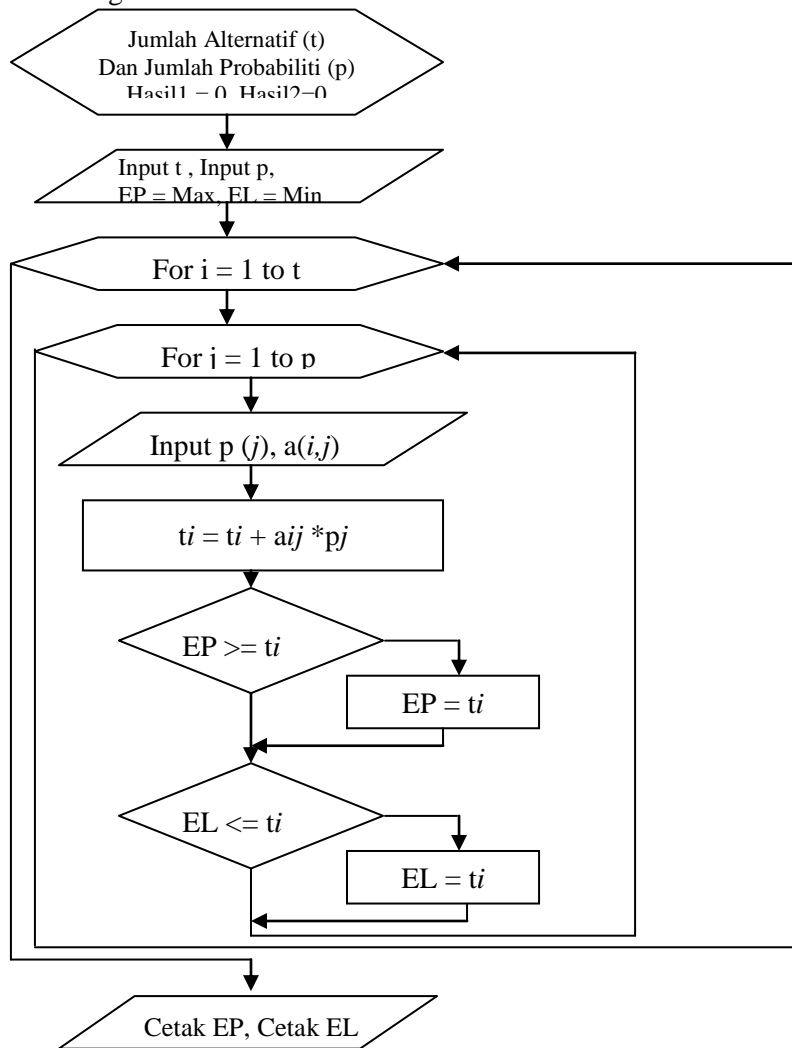 Jumlah Alternatif (t)
Dan Jumlah Probabiliti (p)
Hasil1 = 0, Hasil2=0
Input t , Input p,
EP = Max, EL = Min
For i = 1 to t
For j = 1 to p
Input p (j), a(i,j)
ti = ti + aij *pj
EP >= ti
EP = ti
EL <= ti
EL = ti
Cetak EP, Cetak EL